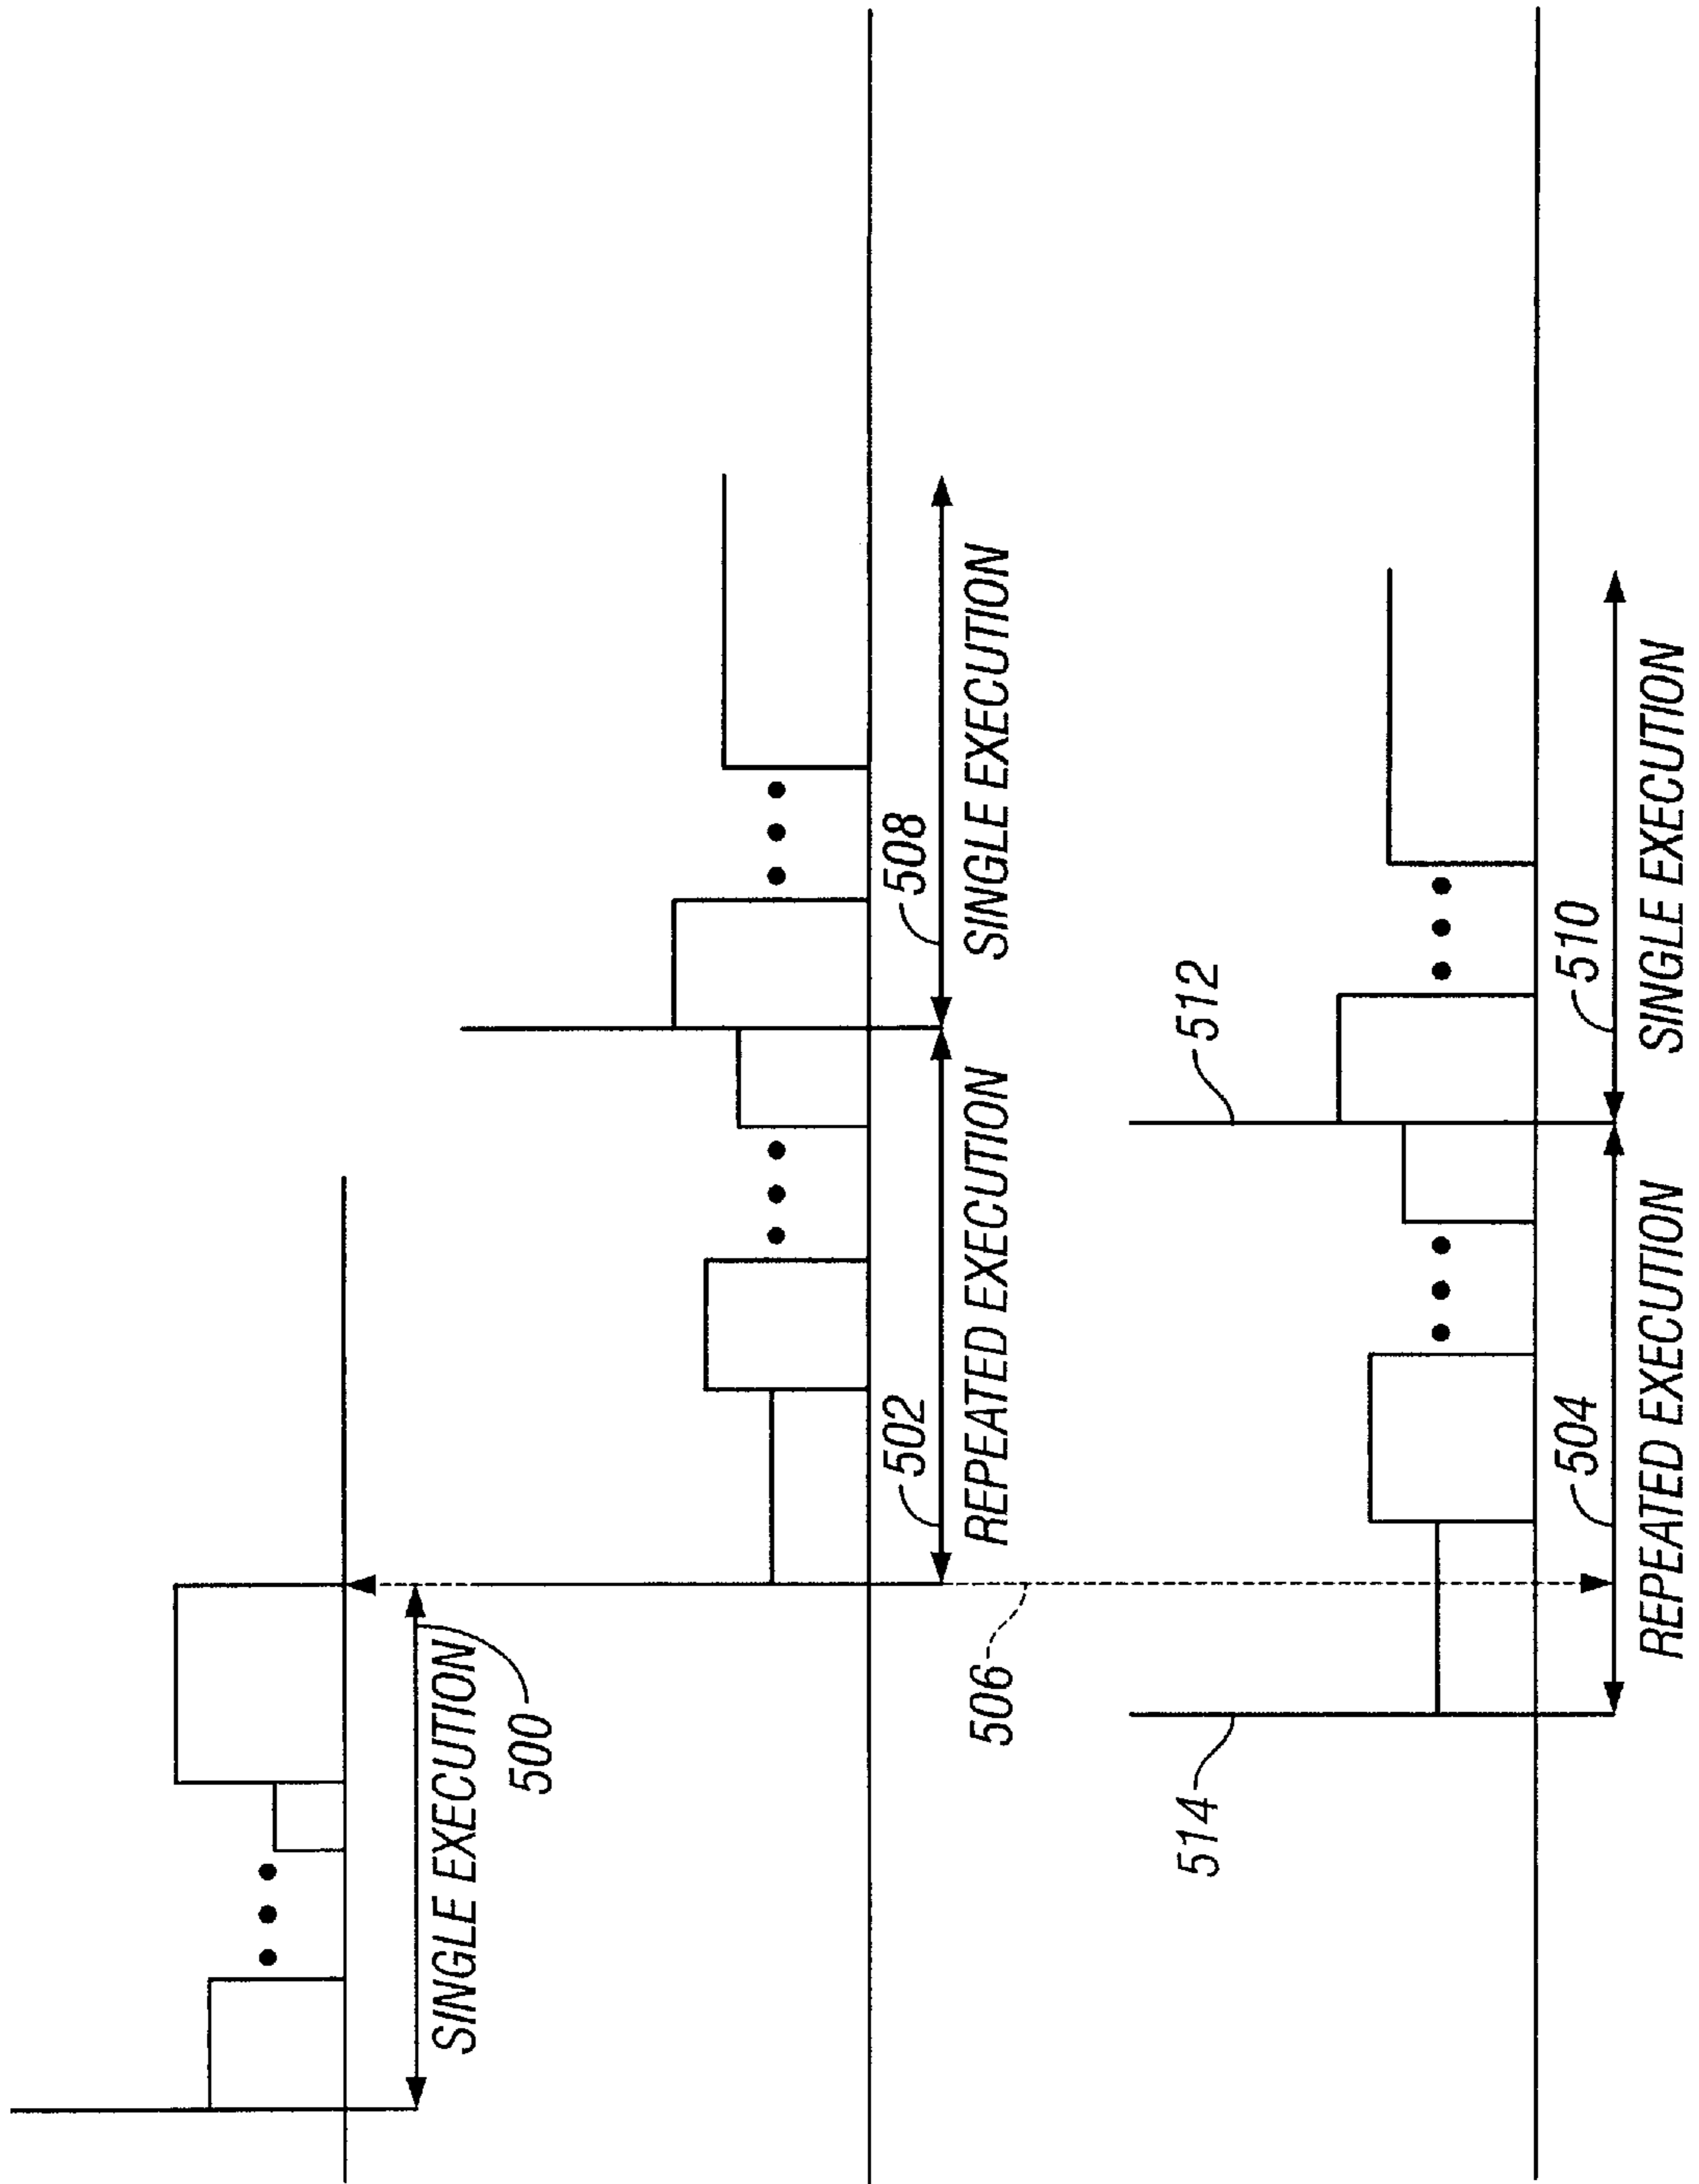 SINGLE EXECUTION
500
502
508
REPEATED EXECUTION
SINGLE EXECUTION
506
514
512
504
510
REPEATED EXECUTION
SINGLE EXECUTION